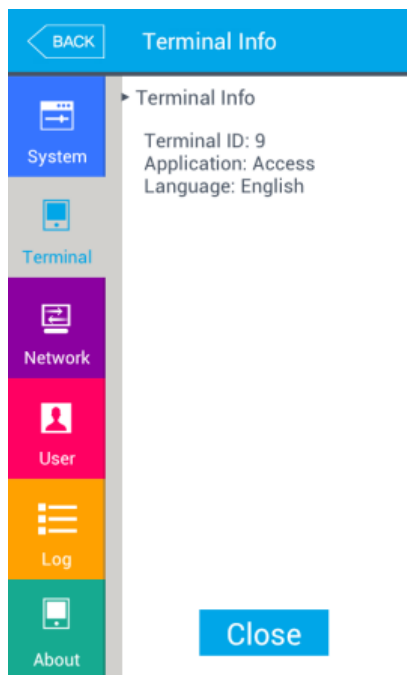 BACK
Terminal Info
System
Terminal
Network
User
Log
About
▸ Terminal Info
Terminal ID: 9
Application: Access
Language: English
Close